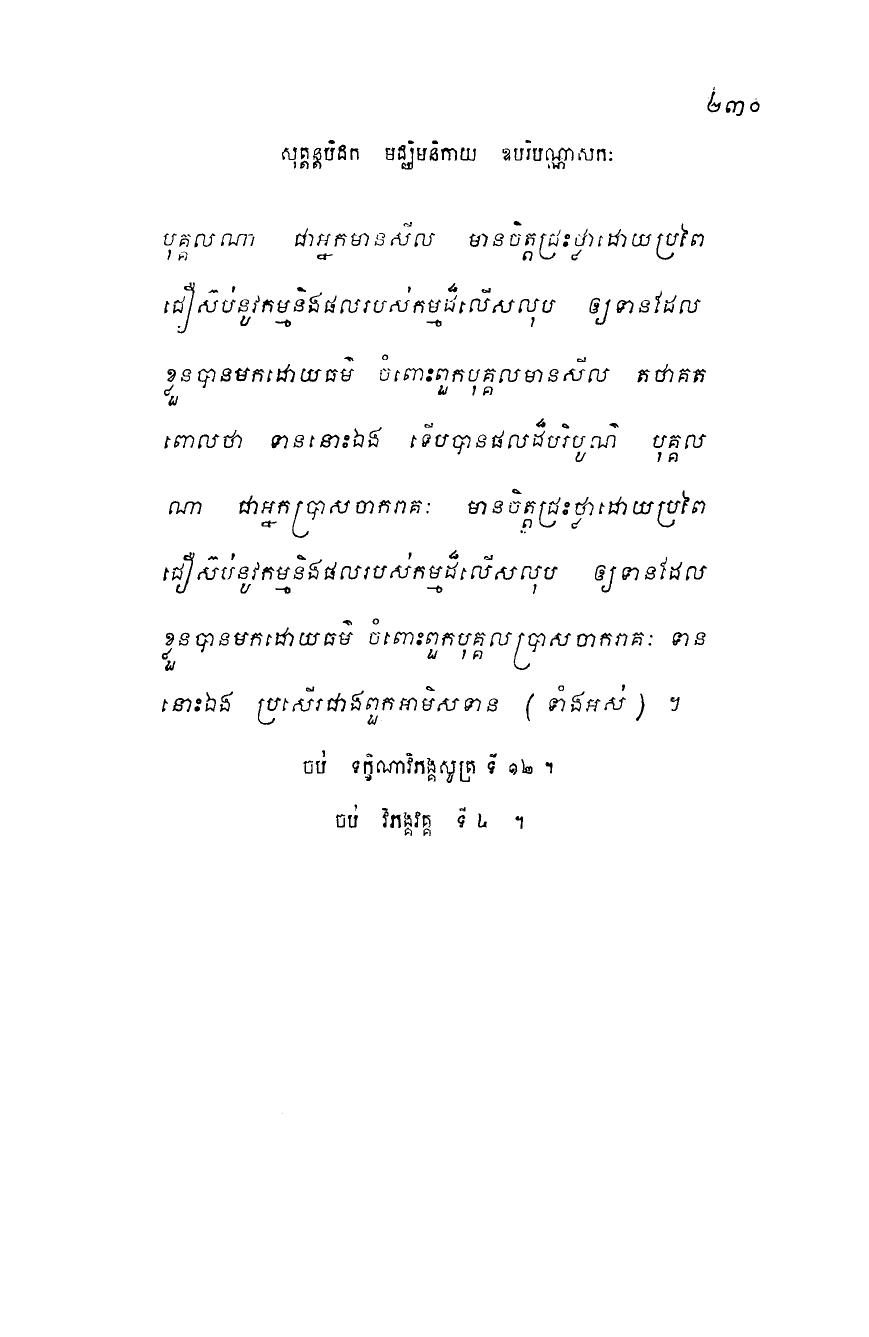 ២៣០
សុត្តន្តបិដក មជ្ឈិមនិកាយ ឧបរិបណ្ណាសកៈ
បុគ្គលណា ជាអ្នកមានសីល មានចិត្តជ្រះថ្លាដោយប្រពៃ
ជឿស៊ប់នូវកម្មនិងផលរបស់កម្មដ៏លើសលុប ឲ្យទានដែល
ខ្លួនបានមកដោយធម៌ ចំពោះពួកបុគ្គលមានសីល តថាគត
ពោលថា ទាននោះឯង ទើបបានផលដ៏បរិបូណ៌ បុគ្គល
ណា ជាអ្នកប្រាសចាករាគៈ មានចិត្តជ្រះថ្លាដោយប្រពៃ
ជឿស៊ប់នូវកម្មនិងផលរបស់កម្មដ៏លើសលុប ឲ្យទានដែល
ខ្លួនបានមកដោយធម៌ ចំពោះពួកបុគ្គលប្រាសចាករាគៈ ទាន
នោះឯង ប្រសើរជាងពួកអាមិសទាន (ទាំងអស់) ។
ចប់ ទក្ខិណាវិភង្គសូត្រ ទី ១២ ។
ចប់ វិភង្គវគ្គ ទី ៤ ។